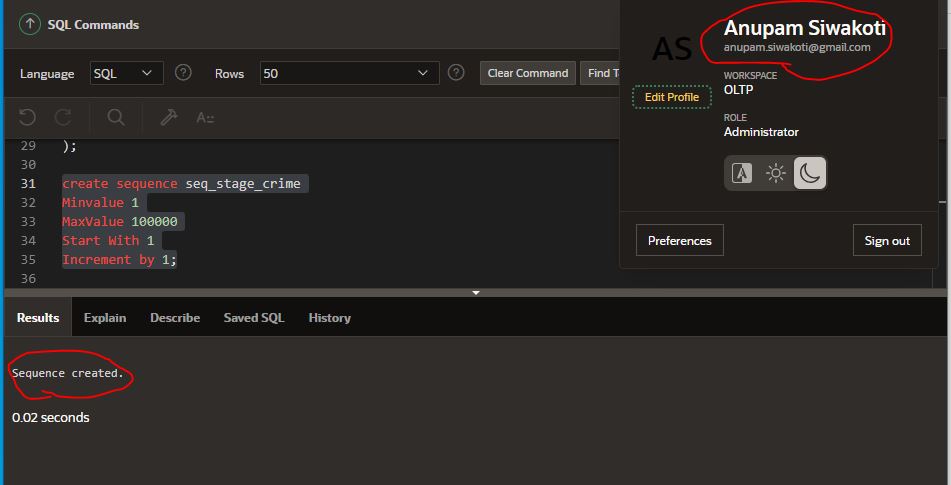 SQL Commands
Language SQL Rows 50 Clear Command Find T
A::
29 );
30
31 create sequence seq_stage_crime
32 Minvalue 1
33 MaxValue 100000
34 Start With 1
35 Increment by 1;
36
AS
Anupam Siwakoti
anupam.siwakoti@gmail.com
Edit Profile
WORKSPACE
OLTP
ROLE
Administrator
A
Preferences Sign out
Results Explain Describe Saved SQL History
Sequence created.
0.02 seconds